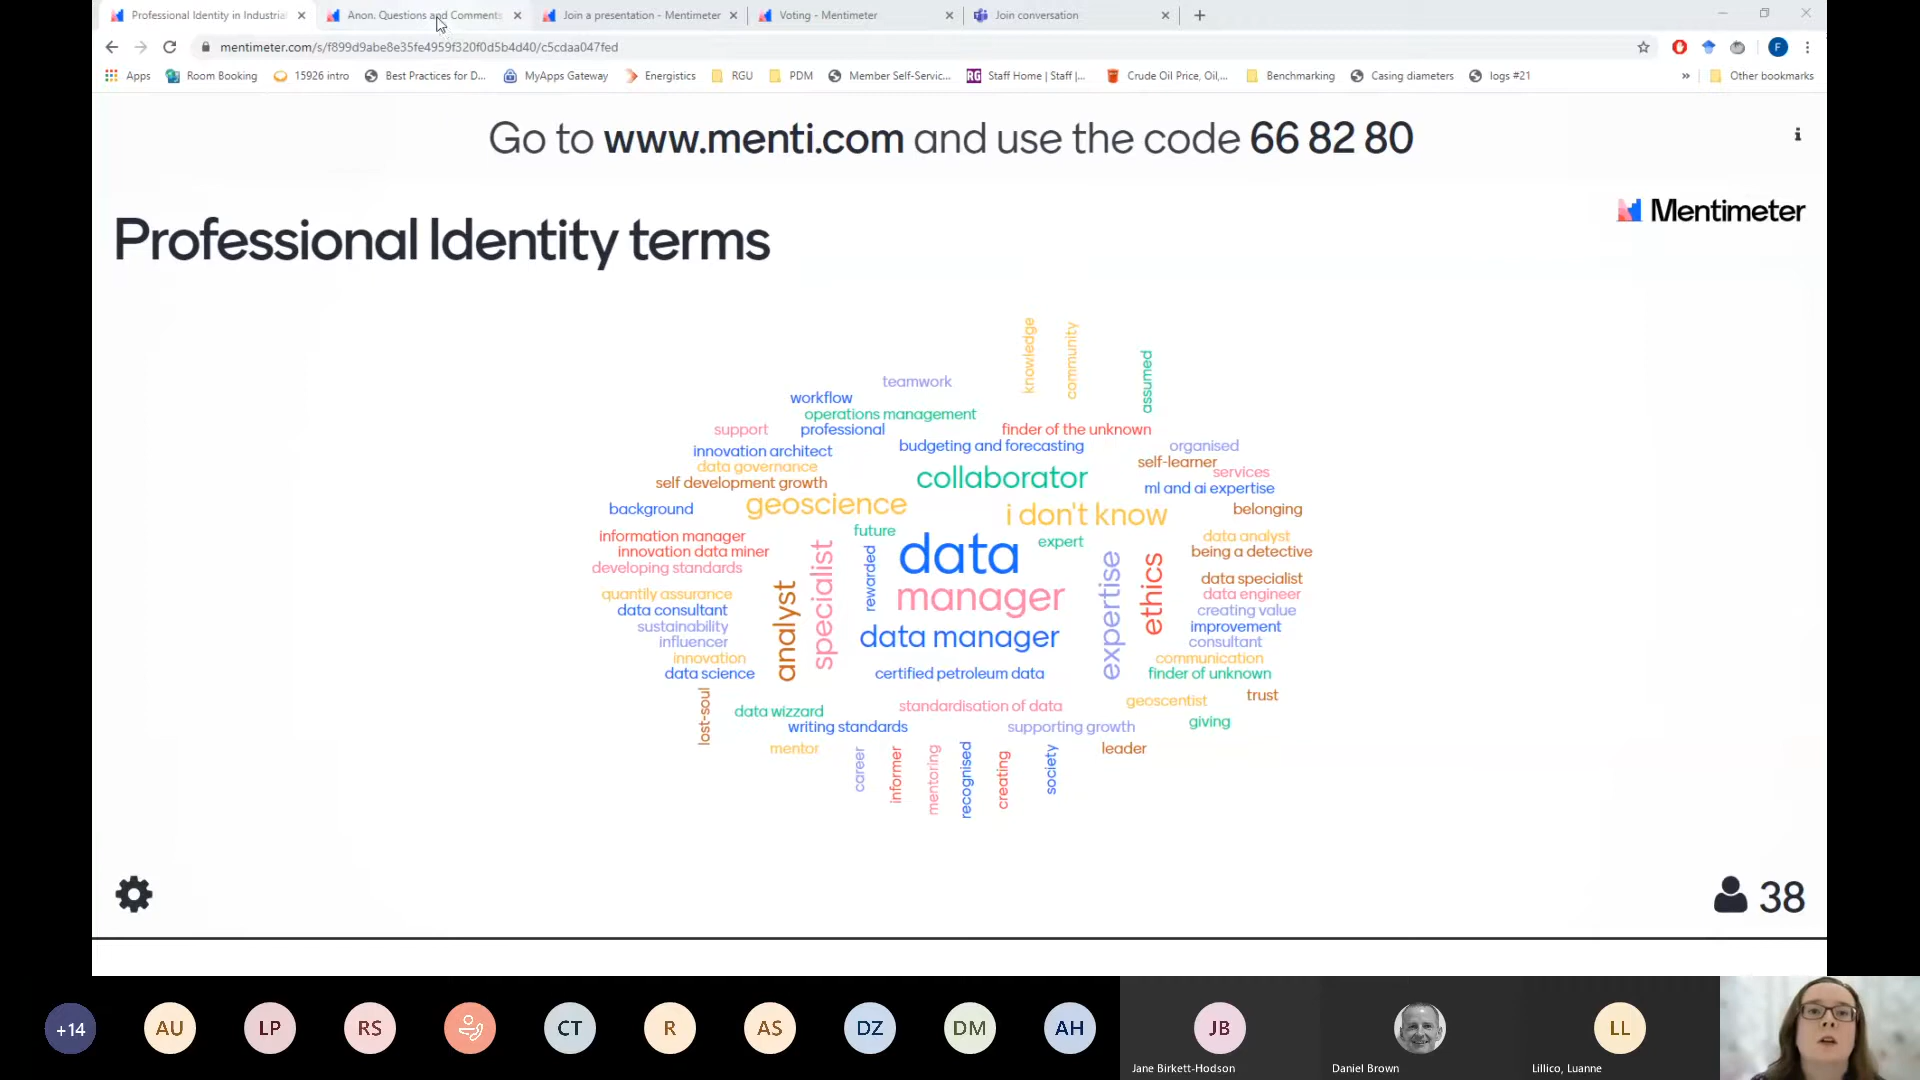 Professional Identity in Industrial
Anon. Questions and Comments
Join a presentation - Mentimeter
Voting - Mentimeter
Join conversation
mentimeter.com/s/f899d9abe8e35fe4959f320f0d5b4d40/c5cdaa047fed
F
Apps
Room Booking
15926 intro
Best Practices for D...
MyApps Gateway
Energistics
RGU
PDM
Member Self-Servic...
RG
Staff Home | Staff |...
Crude Oil Price, Oil,...
Benchmarking
Casing diameters
logs #21
»
Other bookmarks
Go to www.menti.com and use the code 66 82 80
i
Mentimeter
Professional Identity terms
knowledge
community
assumed
teamwork
workflow
operations management
support
professional
finder of the unknown
innovation architect
budgeting and forecasting
organised
data governance
self-learner
services
self development growth
collaborator
ml and ai expertise
geoscience
i don't know
background
belonging
future
expert
information manager
data analyst
innovation data miner
being a detective
developing standards
data
rewarded
specialist
analyst
manager
expertise
ethics
data specialist
quantily assurance
data engineer
data consultant
creating value
sustainability
improvement
influencer
data manager
consultant
innovation
communication
data science
certified petroleum data
finder of unknown
lost-soul
trust
data wizzard
standardisation of data
geoscentist
writing standards
supporting growth
giving
mentor
leader
career
informer
mentoring
recognised
creating
society
38
+14
AU
LP
RS
CT
R
AS
DZ
DM
AH
JB
LL
Jane Birkett-Hodson
Daniel Brown
Lillico, Luanne